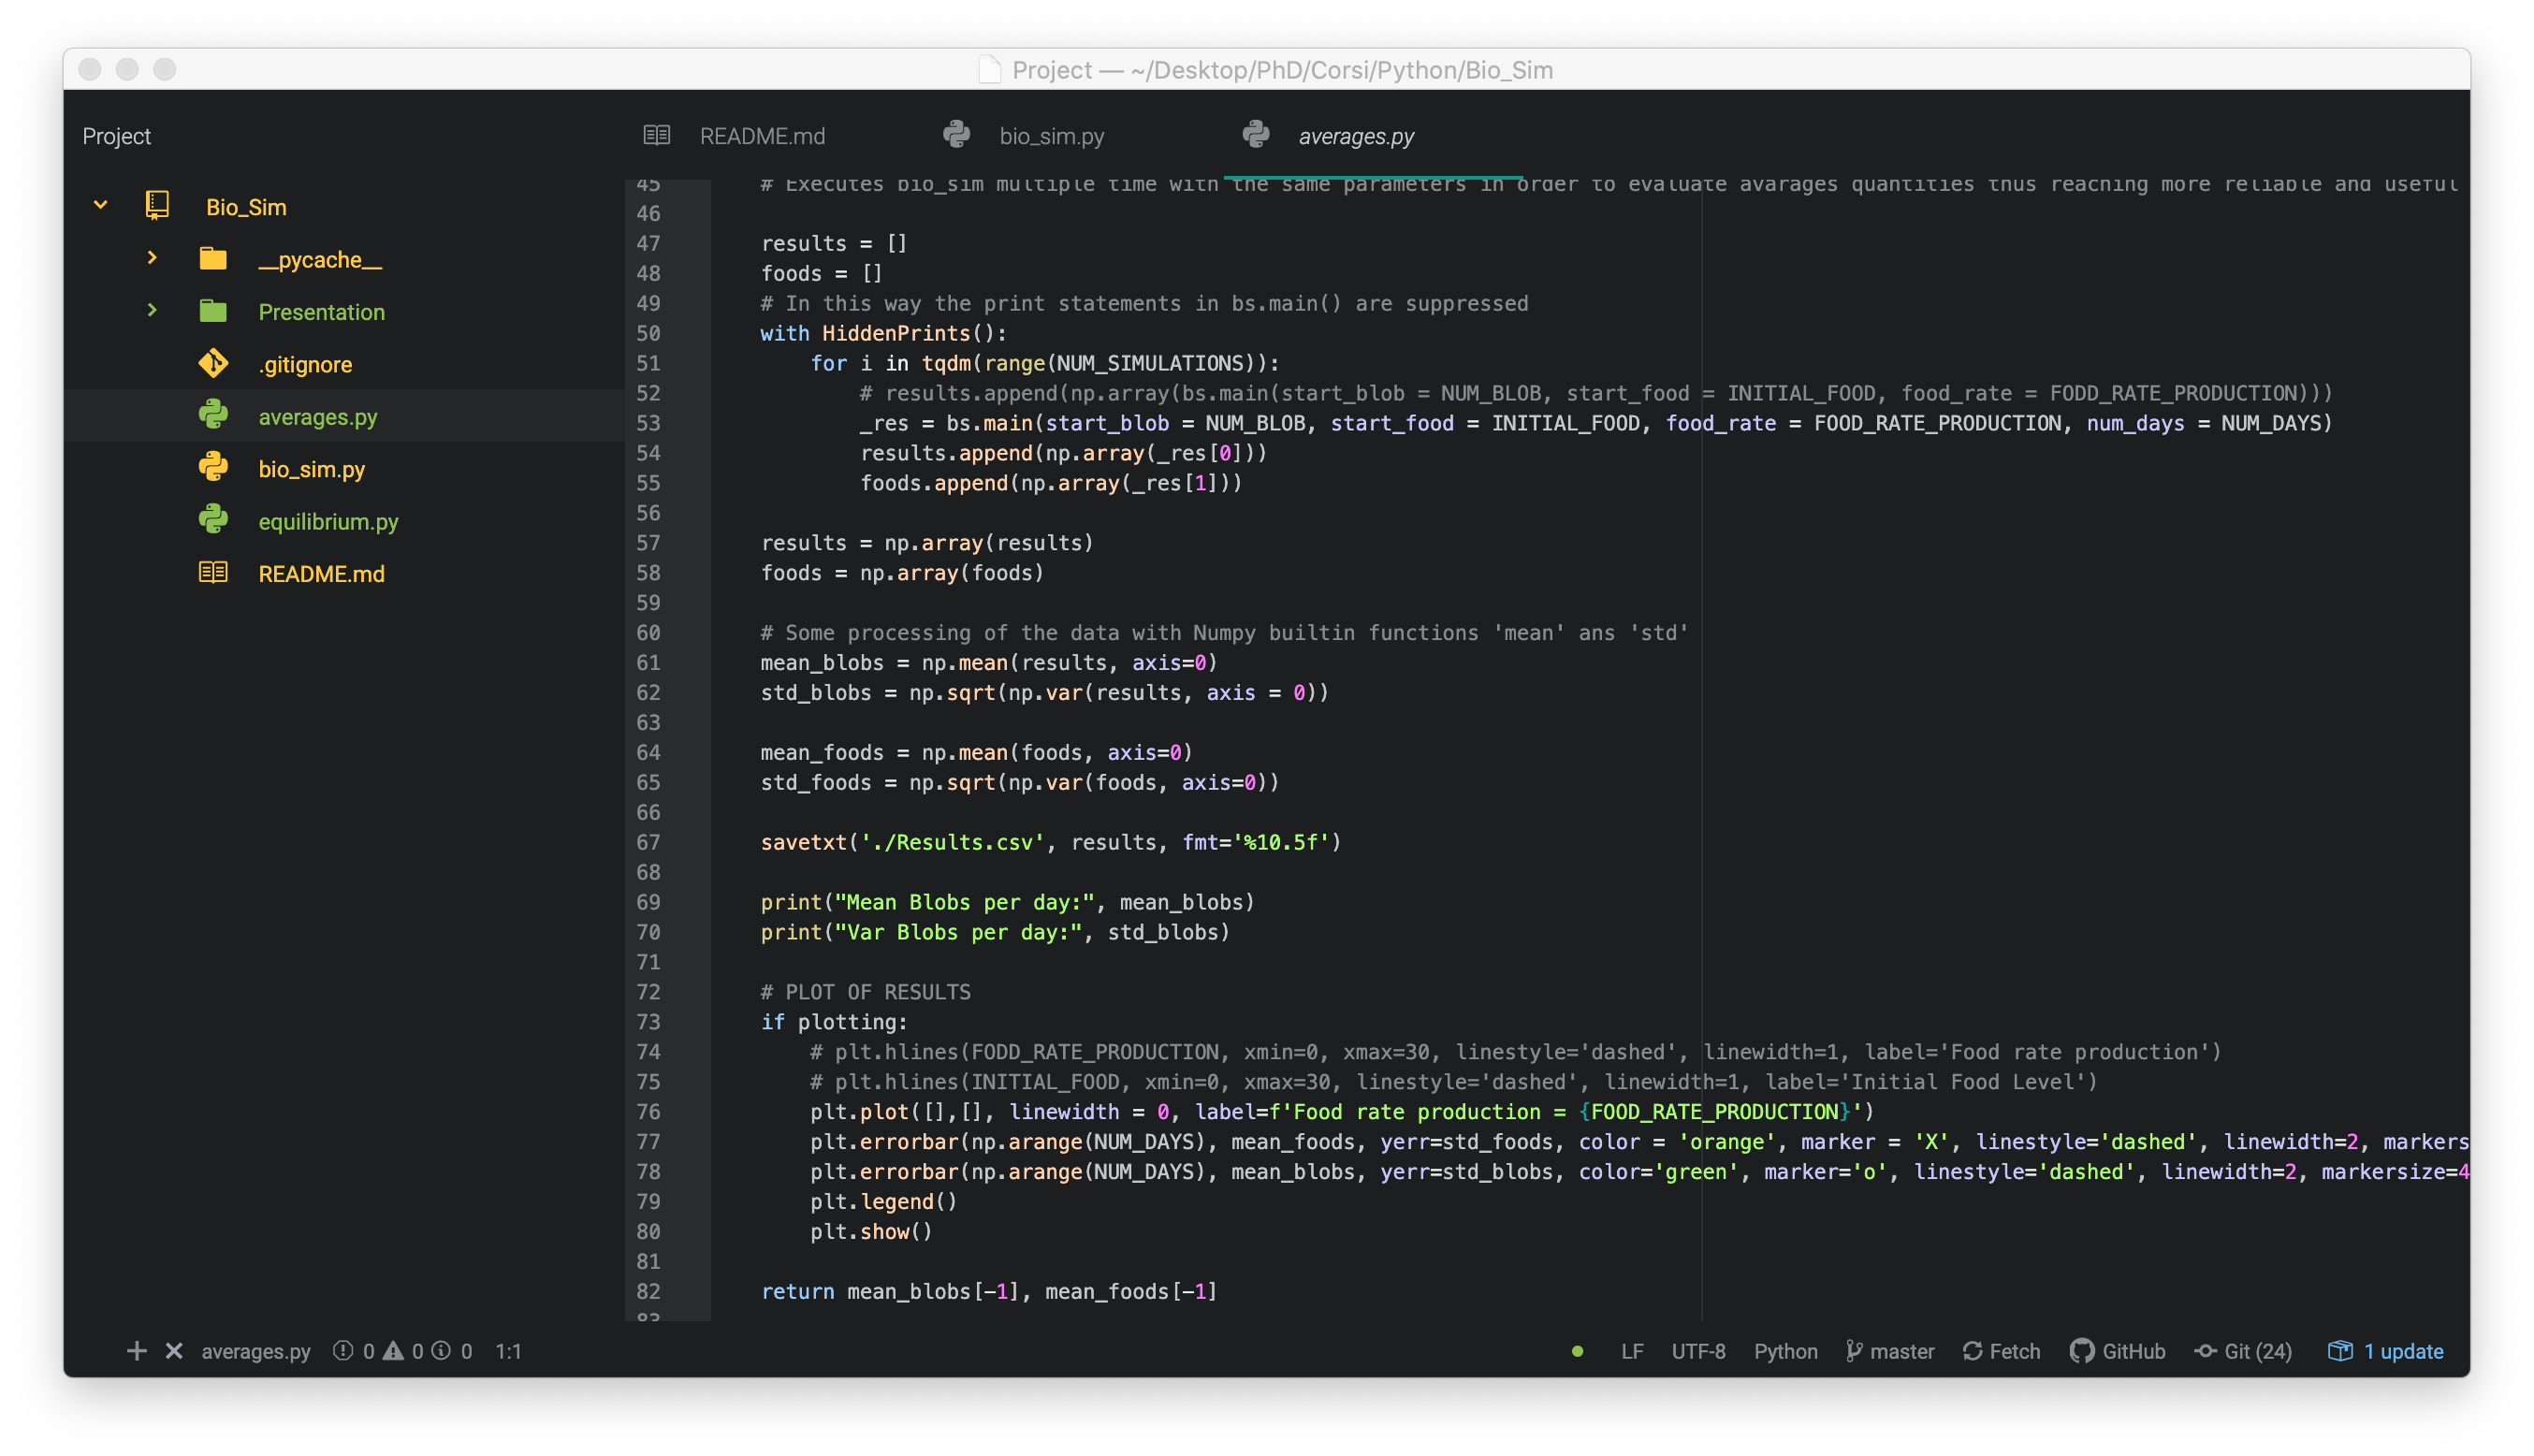 Project — ~/Desktop/PhD/Corsi/Python/Bio_Sim
Project
README.md
bio_sim.py
averages.py
Bio_Sim
__pycache__
Presentation
.gitignore
averages.py
bio_sim.py
equilibrium.py
README.md
45 # Executes bio_sim multiple time with the same parameters in order to evaluate avarages quantities thus reaching more reliable and useful
46
47 results = []
48 foods = []
49 # In this way the print statements in bs.main() are suppressed
50 with HiddenPrints():
51 for i in tqdm(range(NUM_SIMULATIONS)):
52 # results.append(np.array(bs.main(start_blob = NUM_BLOB, start_food = INITIAL_FOOD, food_rate = FODD_RATE_PRODUCTION)))
53 _res = bs.main(start_blob = NUM_BLOB, start_food = INITIAL_FOOD, food_rate = FOOD_RATE_PRODUCTION, num_days = NUM_DAYS)
54 results.append(np.array(_res[0]))
55 foods.append(np.array(_res[1]))
56
57 results = np.array(results)
58 foods = np.array(foods)
59
60 # Some processing of the data with Numpy builtin functions 'mean' ans 'std'
61 mean_blobs = np.mean(results, axis=0)
62 std_blobs = np.sqrt(np.var(results, axis = 0))
63
64 mean_foods = np.mean(foods, axis=0)
65 std_foods = np.sqrt(np.var(foods, axis=0))
66
67 savetxt('./Results.csv', results, fmt='%10.5f')
68
69 print("Mean Blobs per day:", mean_blobs)
70 print("Var Blobs per day:", std_blobs)
71
72 # PLOT OF RESULTS
73 if plotting:
74 # plt.hlines(FODD_RATE_PRODUCTION, xmin=0, xmax=30, linestyle='dashed', linewidth=1, label='Food rate production')
75 # plt.hlines(INITIAL_FOOD, xmin=0, xmax=30, linestyle='dashed', linewidth=1, label='Initial Food Level')
76 plt.plot([],[], linewidth = 0, label=f'Food rate production = {FOOD_RATE_PRODUCTION}')
77 plt.errorbar(np.arange(NUM_DAYS), mean_foods, yerr=std_foods, color = 'orange', marker = 'X', linestyle='dashed', linewidth=2, markers
78 plt.errorbar(np.arange(NUM_DAYS), mean_blobs, yerr=std_blobs, color='green', marker='o', linestyle='dashed', linewidth=2, markersize=4
79 plt.legend()
80 plt.show()
81
82 return mean_blobs[-1], mean_foods[-1]
83
averages.py 0 0 0 1:1
LF UTF-8 Python master Fetch GitHub Git (24) 1 update